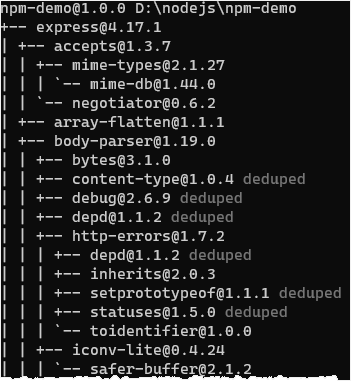 npm-demo@1.0.0 D:\nodejs\npm-demo
+-- express@4.17.1
| +-- accepts@1.3.7
| | +-- mime-types@2.1.27
| | | `-- mime-db@1.44.0
| | `-- negotiator@0.6.2
| +-- array-flatten@1.1.1
| +-- body-parser@1.19.0
| | +-- bytes@3.1.0
| | +-- content-type@1.0.4 deduped
| | +-- debug@2.6.9 deduped
| | +-- depd@1.1.2 deduped
| | +-- http-errors@1.7.2
| | | +-- depd@1.1.2 deduped
| | | +-- inherits@2.0.3
| | | +-- setprototypeof@1.1.1 deduped
| | | +-- statuses@1.5.0 deduped
| | | `-- toidentifier@1.0.0
| | +-- iconv-lite@0.4.24
| | | `-- safer-buffer@2.1.2